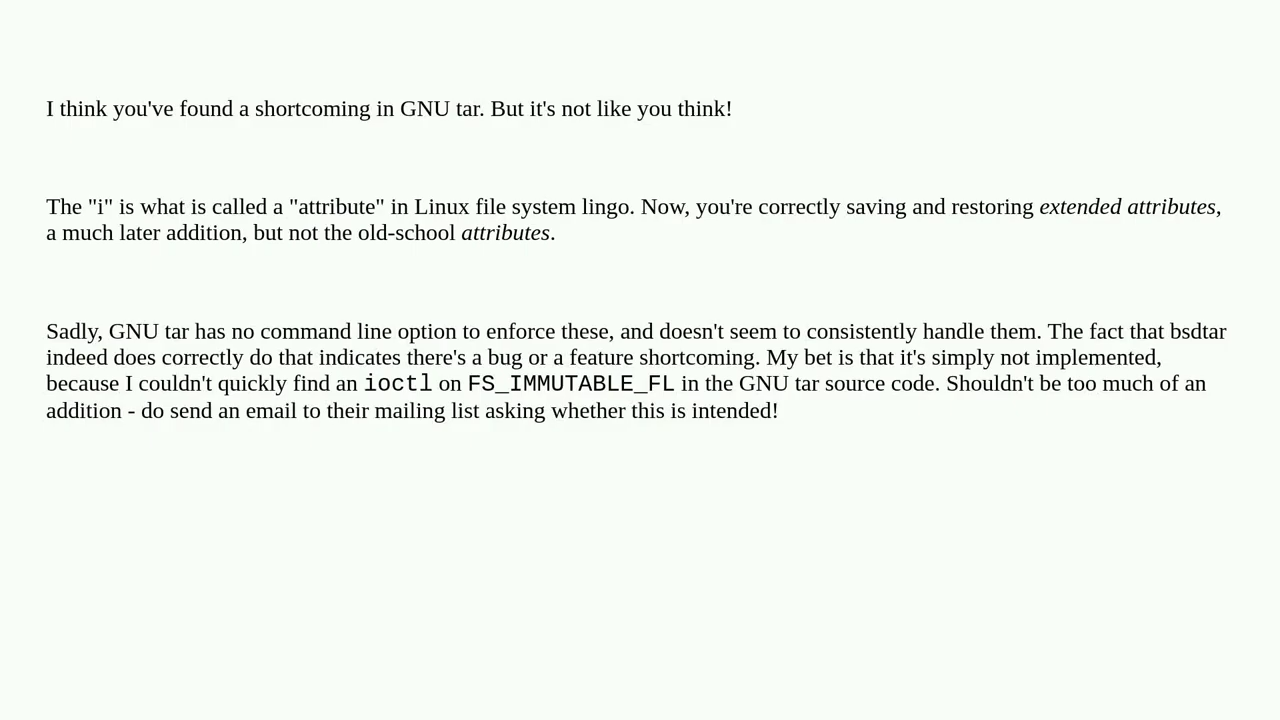 I think you've found a shortcoming in GNU tar. But it's not like you think!
The "i" is what is called a "attribute" in Linux file system lingo. Now, you're correctly saving and restoring extended attributes,
a much later addition, but not the old-school attributes.
Sadly, GNU tar has no command line option to enforce these, and doesn't seem to consistently handle them. The fact that bsdtar
indeed does correctly do that indicates there's a bug or a feature shortcoming. My bet is that it's simply not implemented,
because I couldn't quickly find an ioctl on FS_IMMUTABLE_FL in the GNU tar source code. Shouldn't be too much of an
addition - do send an email to their mailing list asking whether this is intended!